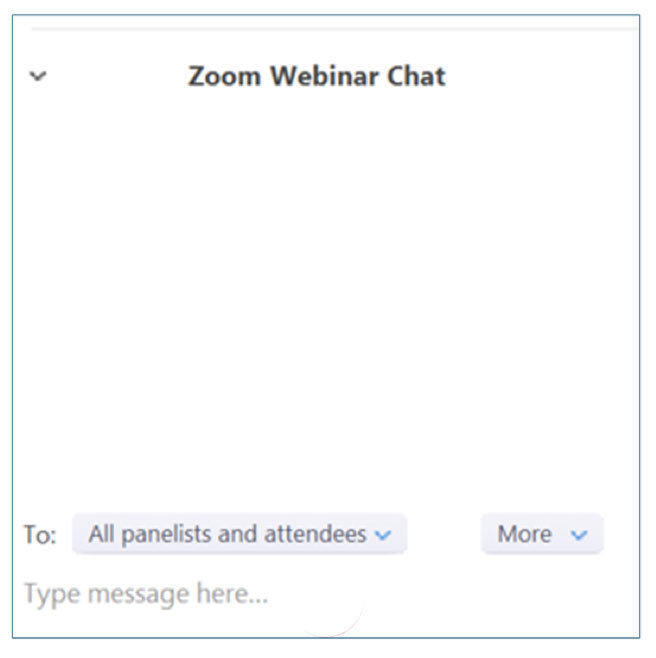 Zoom Webinar Chat
To: All panelists and attendees More
Type message here...